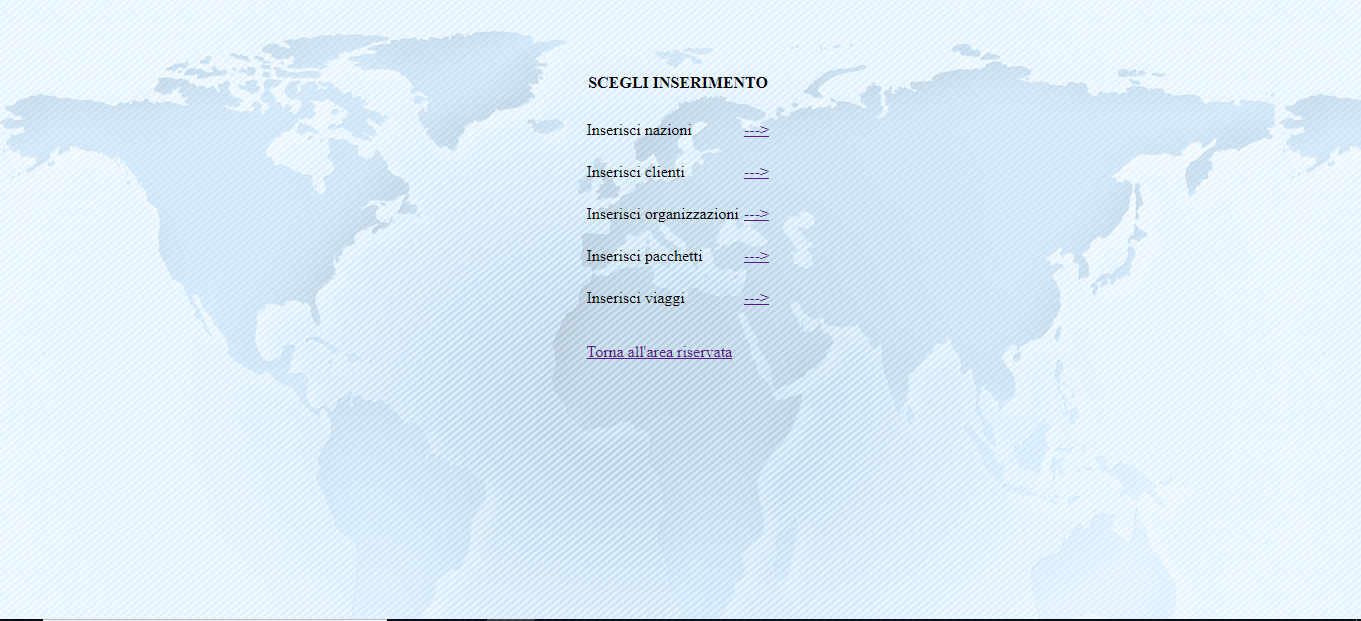 SCEGLI INSERIMENTO
Inserisci nazioni --->
Inserisci clienti --->
Inserisci organizzazioni --->
Inserisci pacchetti --->
Inserisci viaggi --->
Torna all'area riservata